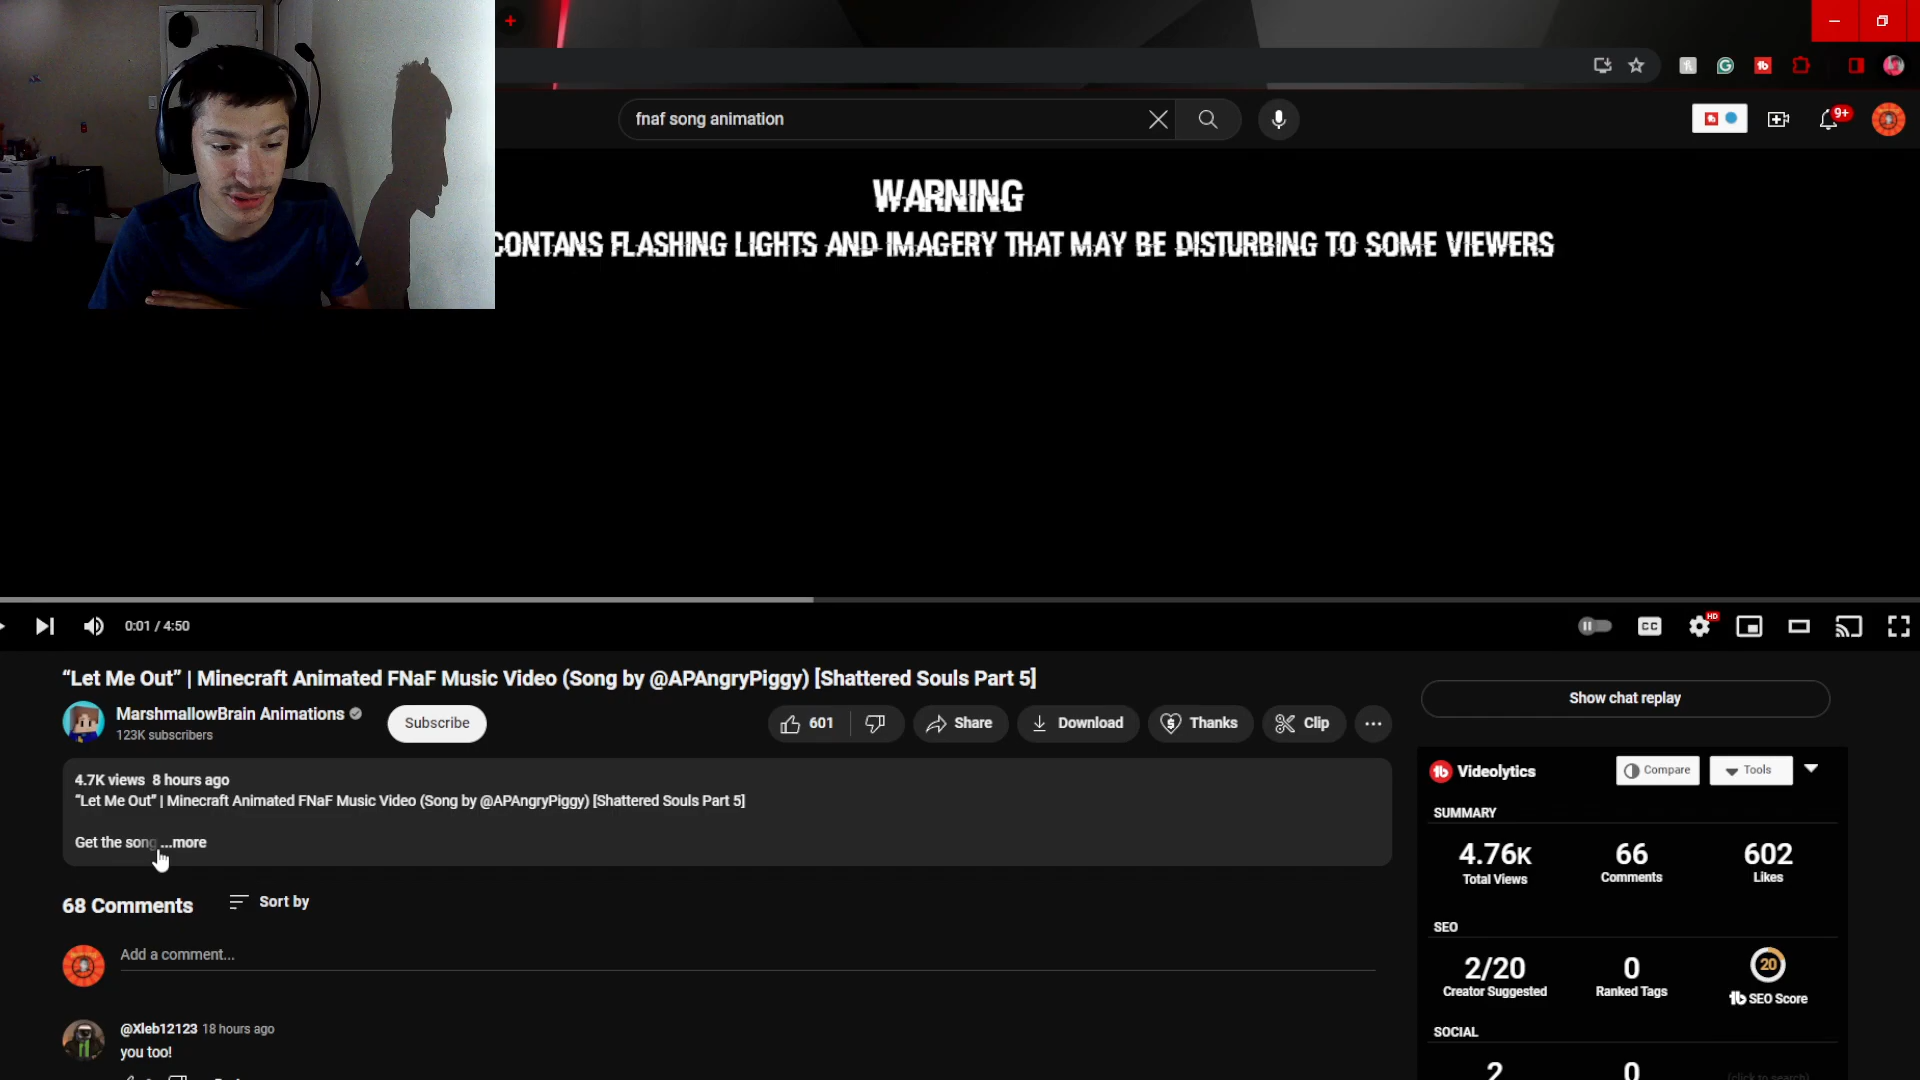 fnaf song animation
9+
WARNING
CONTANS FLASHING LIGHTS AND IMAGERY THAT MAY BE DISTURBING TO SOME VIEWERS
0:01 / 4:50
CC
HD
“Let Me Out” | Minecraft Animated FNaF Music Video (Song by @APAngryPiggy) [Shattered Souls Part 5]
MarshmallowBrain Animations
123K subscribers
Subscribe
601
Share
Download
Thanks
Clip
Show chat replay
4.7K views 8 hours ago
“Let Me Out” | Minecraft Animated FNaF Music Video (Song by @APAngryPiggy) [Shattered Souls Part 5]
Get the song ...more
68 Comments
Sort by
Add a comment...
@Xleb12123 18 hours ago
you too!
Videolytics
Compare
Tools
SUMMARY
4.76K
Total Views
66
Comments
602
Likes
SEO
2/20
Creator Suggested
0
Ranked Tags
20
SEO Score
SOCIAL
2
0
(click to search)